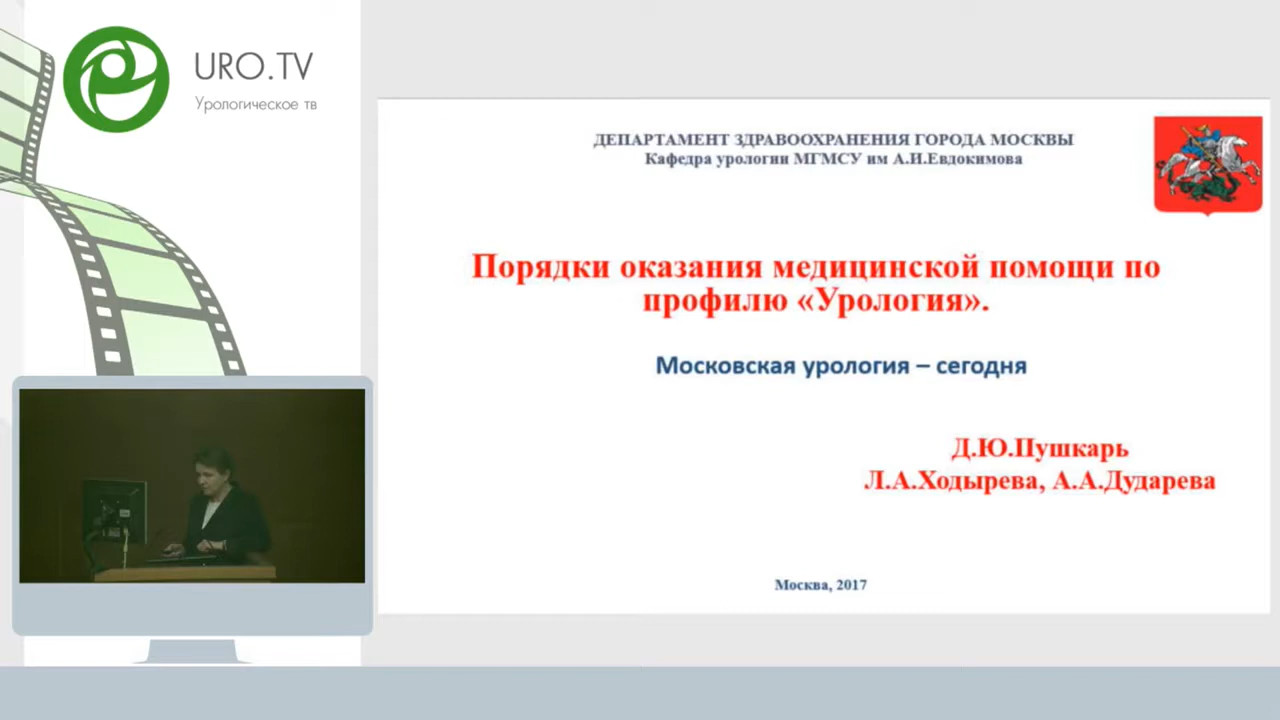 URO.TV
Урологическое тв
ДЕПАРТАМЕНТ ЗДРАВООХРАНЕНИЯ ГОРОДА МОСКВЫ
Кафедра урологии МГМСУ им А.И.Евдокимова
Порядки оказания медицинской помощи по
профилю «Урология».
Московская урология – сегодня
Д.Ю.Пушкарь
Л.А.Ходырева, А.А.Дударева
Москва, 2017